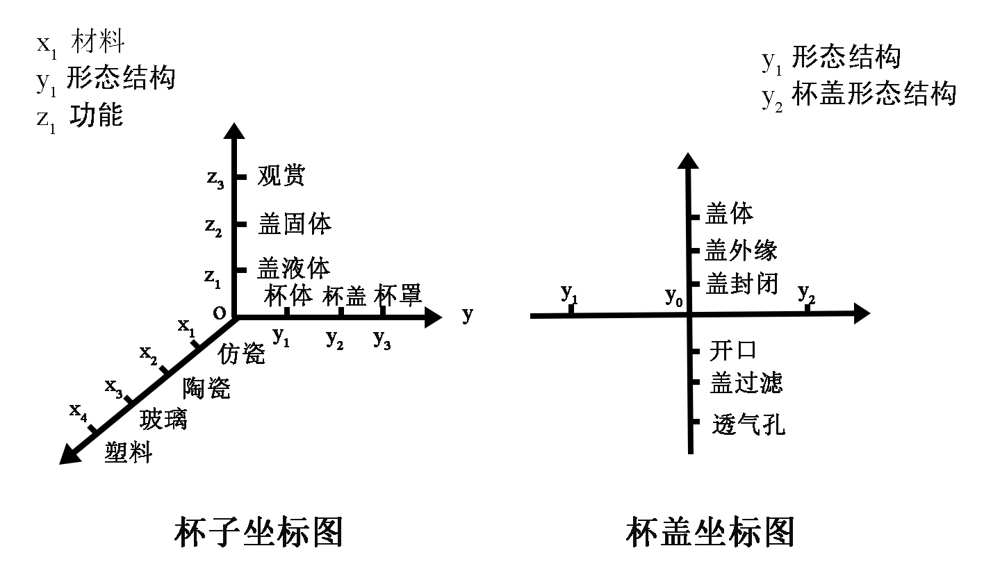 x₁ 材料
y₁ 形态结构
z₁ 功能
z₃ 观赏
z₂ 盖固体
z₁ 盖液体
杯体 杯盖 杯罩
O
y
y₁ y₂ y₃
x₁ 仿瓷
x₂ 陶瓷
x₃ 玻璃
x₄ 塑料
杯子坐标图
y₁ 形态结构
y₂ 杯盖形态结构
盖体
盖外缘
盖封闭
y₁ y₀ y₂
开口
盖过滤
透气孔
杯盖坐标图